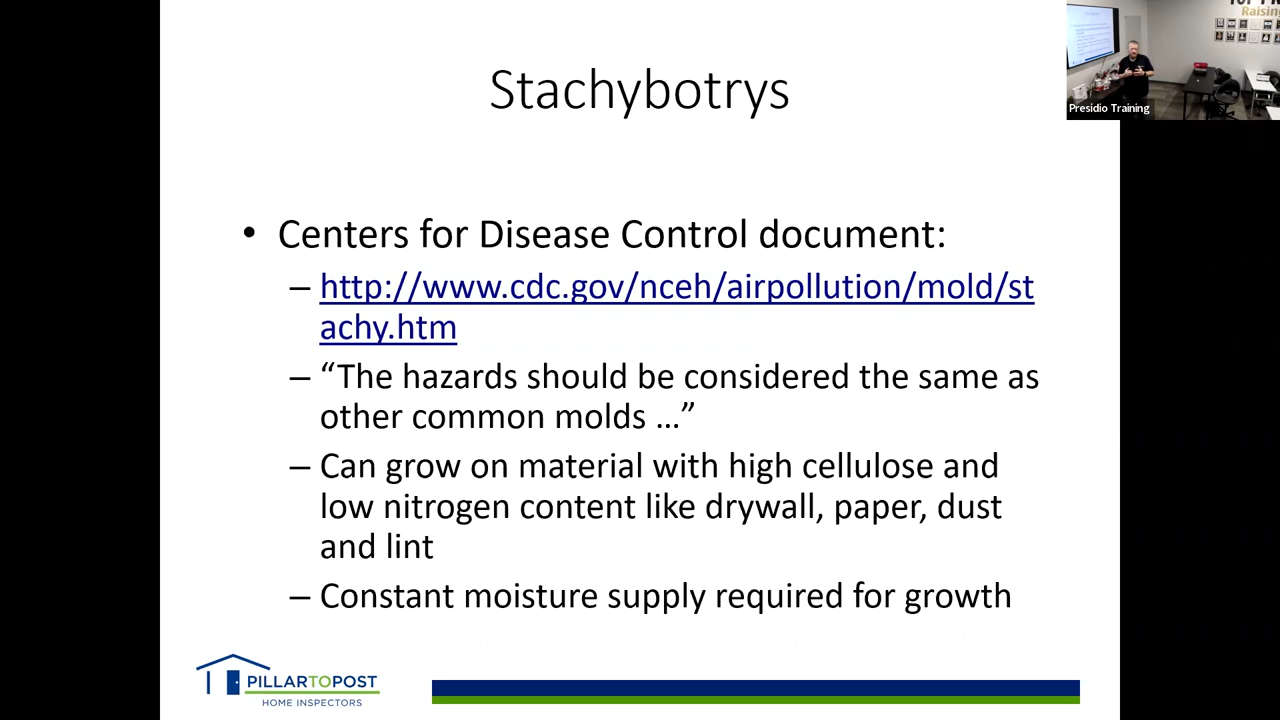 Stachybotrys
Raising
Presidio Training
• Centers for Disease Control document:
– http://www.cdc.gov/nceh/airpollution/mold/st
achy.htm
– “The hazards should be considered the same as
other common molds ...”
– Can grow on material with high cellulose and
low nitrogen content like drywall, paper, dust
and lint
– Constant moisture supply required for growth
PILLARTOPOST
HOME INSPECTORS